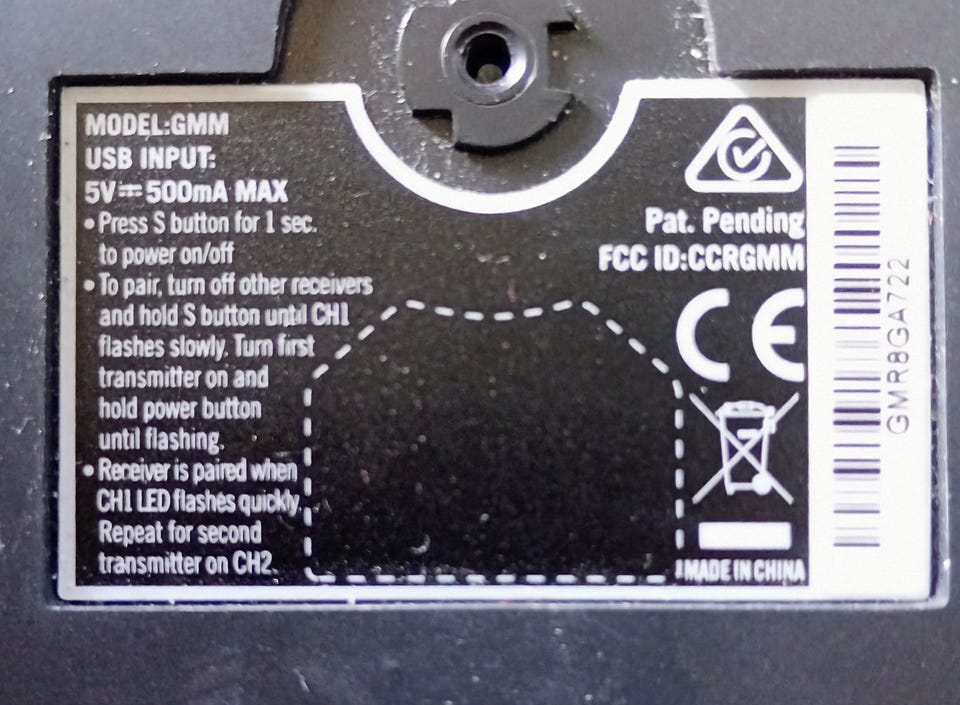 MODEL:GMM
USB INPUT:
5V⎓500mA MAX
• Press S button for 1 sec.
to power on/off
• To pair, turn off other receivers
and hold S button until CH1
flashes slowly. Turn first
transmitter on and
hold power button
until flashing.
• Receiver is paired when
CH1 LED flashes quickly.
Repeat for second
transmitter on CH2.
Pat. Pending
FCC ID:CCRGMM
CE
MADE IN CHINA
GMR8GA722